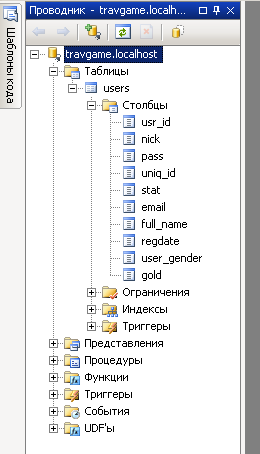 Проводник - travgame.localh...
Шаблоны кода
travgame.localhost
Таблицы
users
Столбцы
usr_id
nick
pass
uniq_id
stat
email
full_name
regdate
user_gender
gold
Ограничения
Индексы
Триггеры
Представления
Процедуры
Функции
Триггеры
События
UDF'ы